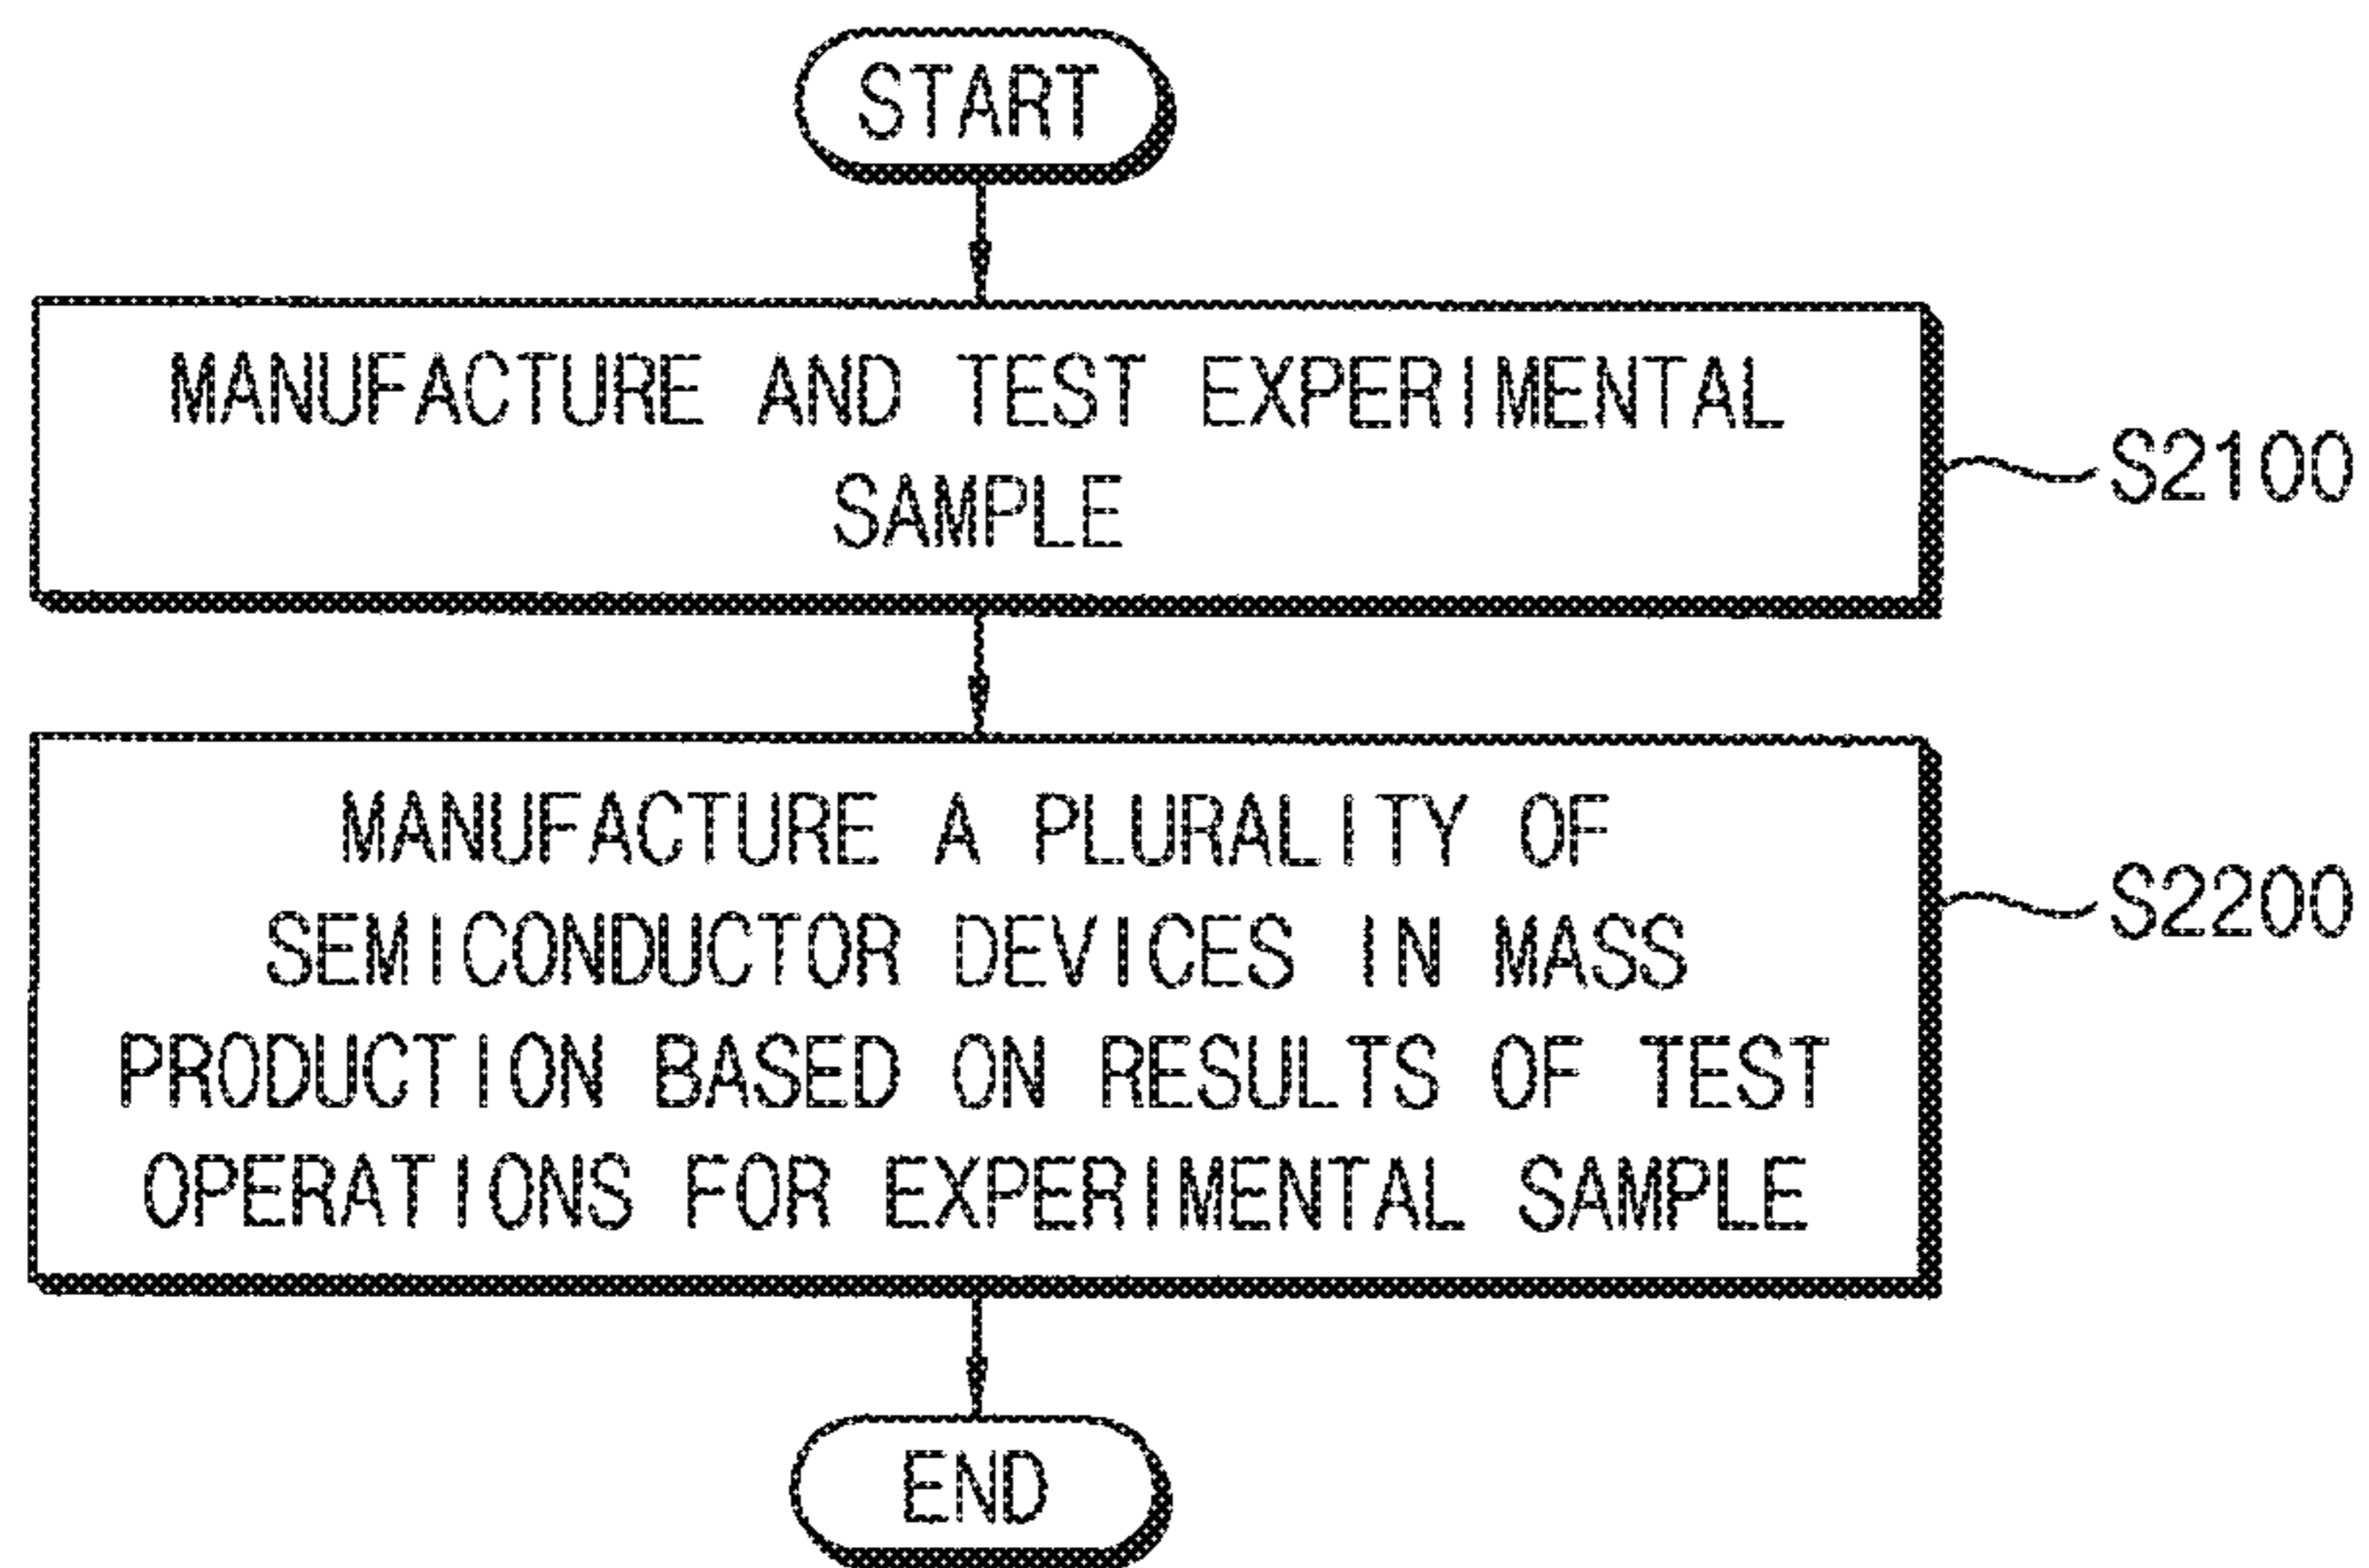 START
MANUFACTURE AND TEST EXPERIMENTAL
SAMPLE
S2100
MANUFACTURE A PLURALITY OF
SEMICONDUCTOR DEVICES IN MASS
PRODUCTION BASED ON RESULTS OF TEST
OPERATIONS FOR EXPERIMENTAL SAMPLE
S2200
END